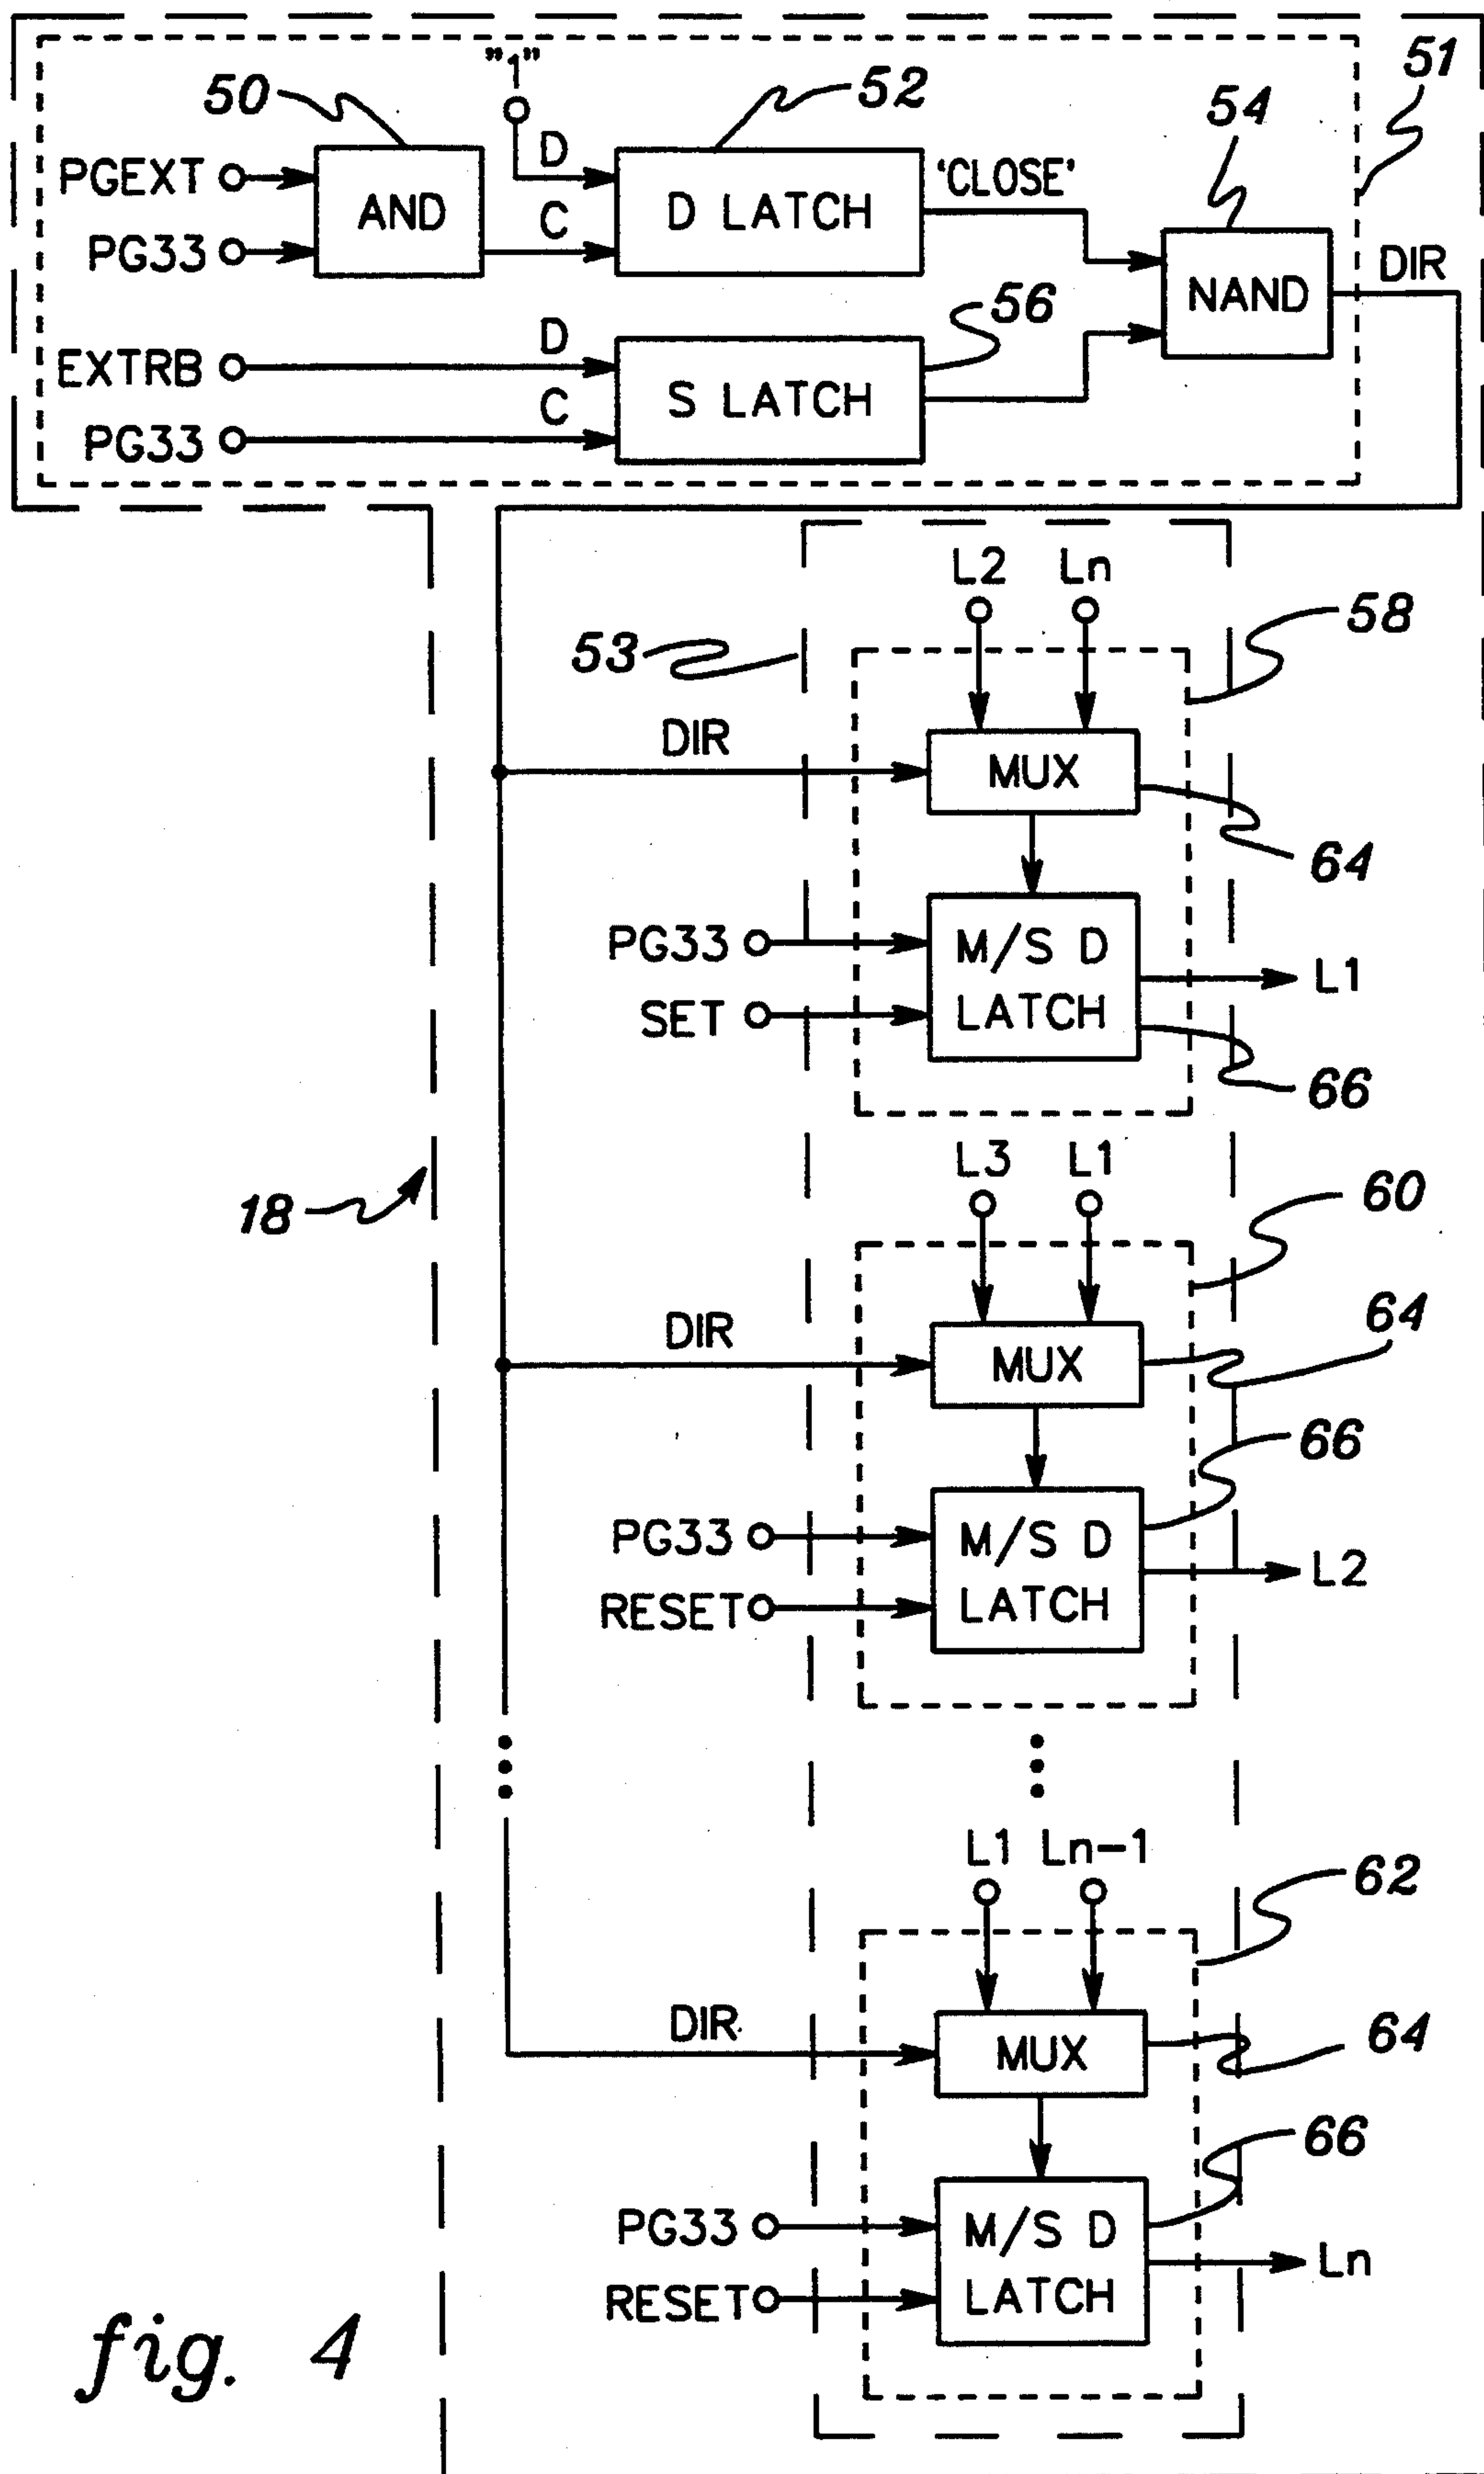 "1"
50
52
51
54
PGEXT
AND
D
D LATCH
'CLOSE'
PG33
C
NAND
DIR
56
EXTRB
D
S LATCH
PG33
C
L2 Ln
58
53
DIR
MUX
64
PG33
M/S D
LATCH
L1
SET
66
L3 L1
60
18
64
DIR
MUX
66
PG33
M/S D
LATCH
L2
RESET
L1 Ln-1
62
DIR
MUX
64
66
PG33
M/S D
LATCH
Ln
RESET
fig. 4